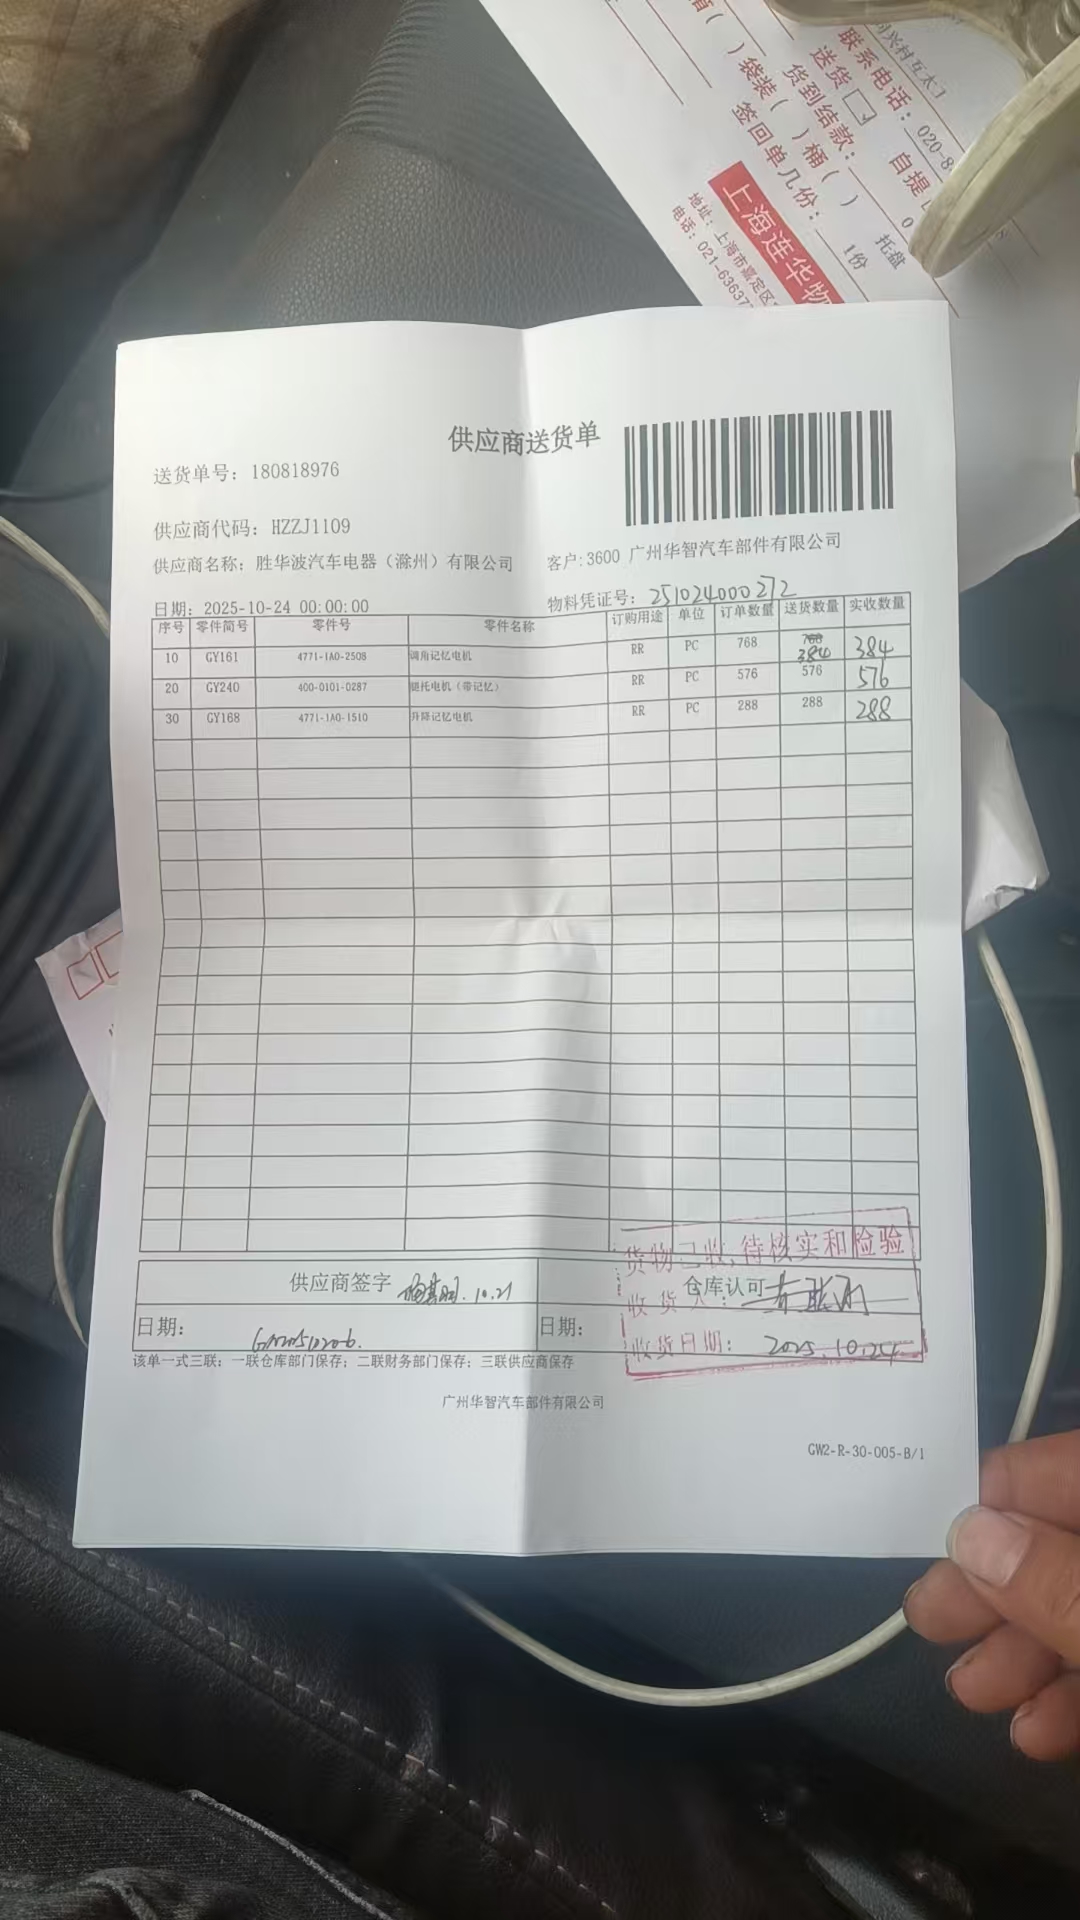 联系电话：020-8
送货 自提
货到结款：
袋装（ ）桶（ ） 0 托盘
签回单几份： 1份
上海连华物
地址：上海市嘉定区
电话：021-63637
供应商送货单
送货单号：180818976
供应商代码：HZZJ1109
供应商名称：胜华波汽车电器（滁州）有限公司 客户:3600 广州华智汽车部件有限公司
日期：2025-10-24 00:00:00 物料凭证号：251024000272
序号 零件简号 零件号 零件名称 订购用途 单位 订单数量 送货数量 实收数量
10 GY161 4771-1A0-2508 调角记忆电机 RR PC 768 768 384 384
20 GY240 400-0101-0287 腿托电机（带记忆） RR PC 576 576 576
30 GY168 4771-1A0-1510 升降记忆电机 RR PC 288 288 288
货物已收,待核实和检验
供应商签字 10.21 仓库认可
收货人：
日期： 日期：
收货日期： 2025.10.24
该单一式三联；一联仓库部门保存；二联财务部门保存；三联供应商保存
广州华智汽车部件有限公司
GW2-R-30-005-B/1